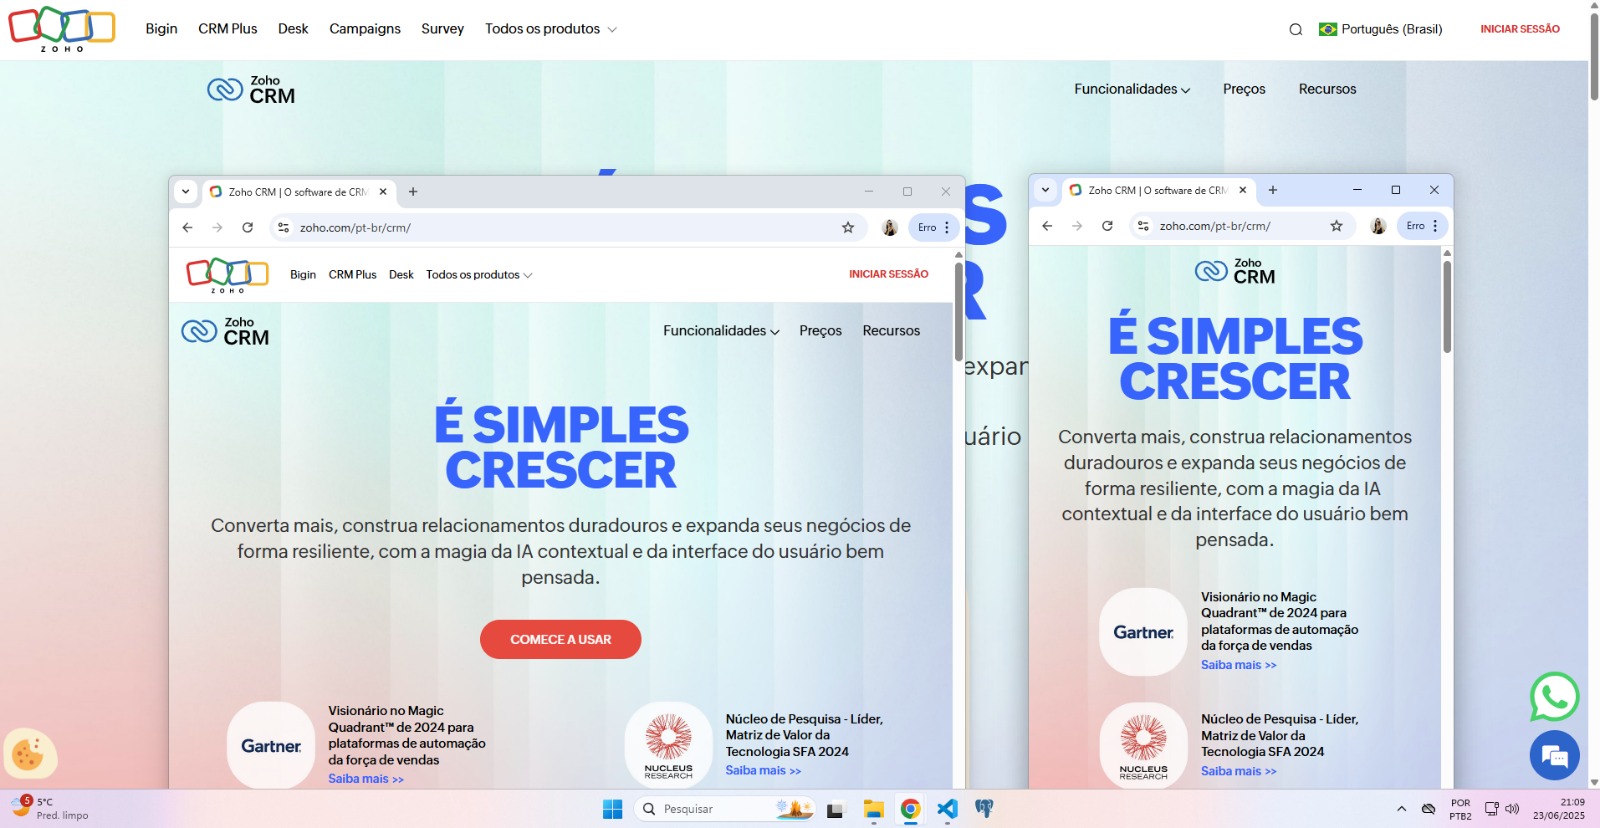 Bigin CRM Plus Desk Campaigns Survey Todos os produtos
Português (Brasil) INICIAR SESSÃO
ZOHO
Zoho
CRM
Funcionalidades Preços Recursos
S
R
expan
uário
Zoho CRM | O software de CRM
zoho.com/pt-br/crm/
Erro
ZOHO
Bigin CRM Plus Desk Todos os produtos
INICIAR SESSÃO
Zoho
CRM
Funcionalidades Preços Recursos
É SIMPLES
CRESCER
Converta mais, construa relacionamentos duradouros e expanda seus negócios de
forma resiliente, com a magia da IA contextual e da interface do usuário bem
pensada.
COMECE A USAR
Gartner
Visionário no Magic
Quadrant™ de 2024 para
plataformas de automação
da força de vendas
Saiba mais >>
NUCLEUS
RESEARCH
Núcleo de Pesquisa - Líder,
Matriz de Valor da
Tecnologia SFA 2024
Saiba mais >>
Zoho CRM | O software de CRM
zoho.com/pt-br/crm/
Erro
Zoho
CRM
É SIMPLES
CRESCER
Converta mais, construa relacionamentos
duradouros e expanda seus negócios de
forma resiliente, com a magia da IA
contextual e da interface do usuário bem
pensada.
Gartner
Visionário no Magic
Quadrant™ de 2024 para
plataformas de automação
da força de vendas
Saiba mais >>
NUCLEUS
RESEARCH
Núcleo de Pesquisa - Líder,
Matriz de Valor da
Tecnologia SFA 2024
Saiba mais >>
5
5°C
Pred. limpo
Pesquisar
POR
PTB2
21:09
23/06/2025